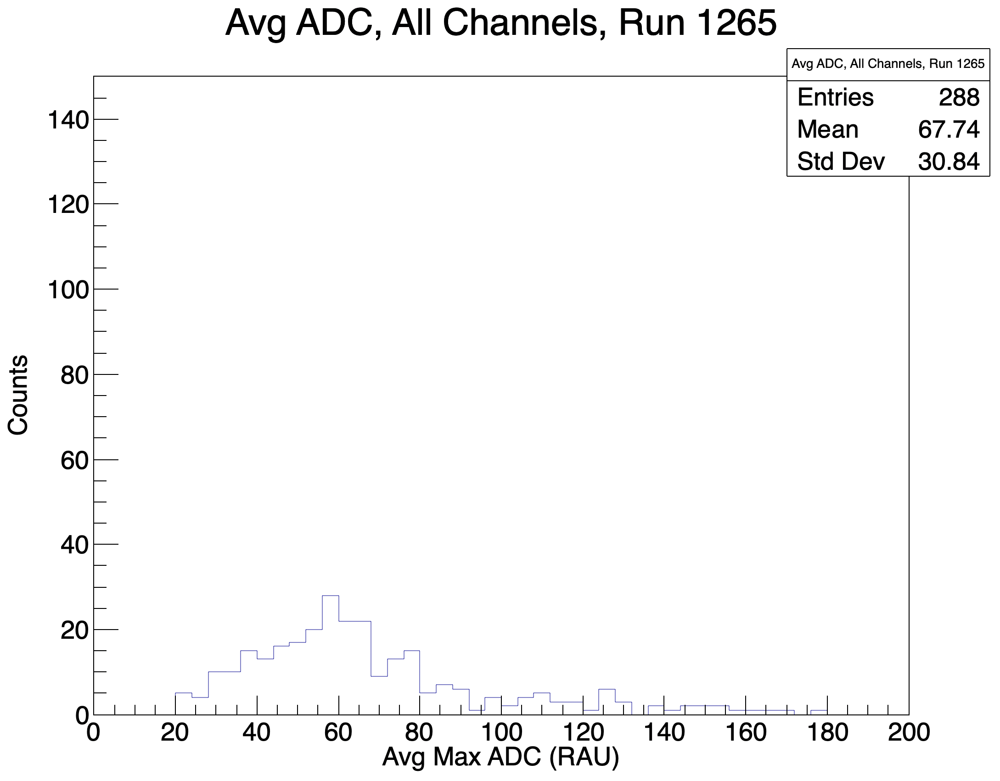 Avg ADC, All Channels, Run 1265
Avg ADC, All Channels, Run 1265
Entries 288
Mean 67.74
Std Dev 30.84
140
120
100
80
60
40
20
0
Counts
0 20 40 60 80 100 120 140 160 180 200
Avg Max ADC (RAU)